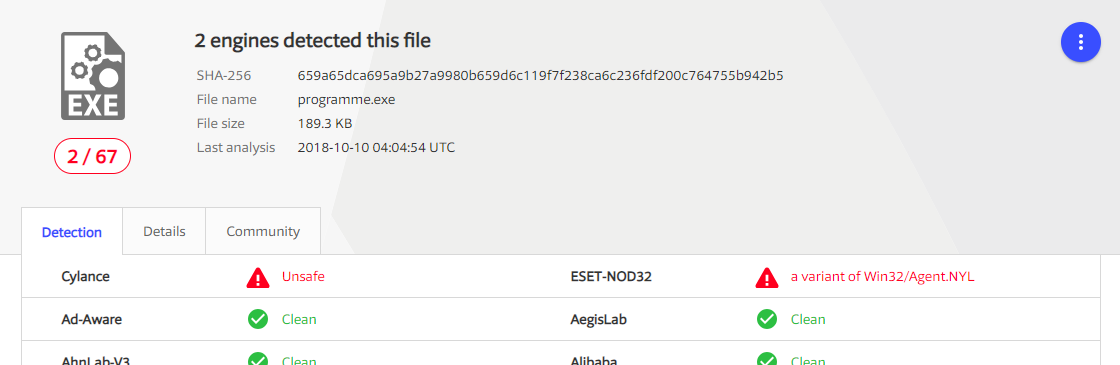 2 engines detected this file
SHA-256 659a65dca695a9b27a9980b659d6c119f7f238ca6c236fdf200c764755b942b5
File name programme.exe
File size 189.3 KB
Last analysis 2018-10-10 04:04:54 UTC
EXE
2 / 67
Detection Details Community
Cylance Unsafe ESET-NOD32 a variant of Win32/Agent.NYL
Ad-Aware Clean AegisLab Clean
AhnLab-V3 Clean Alibaba Clean